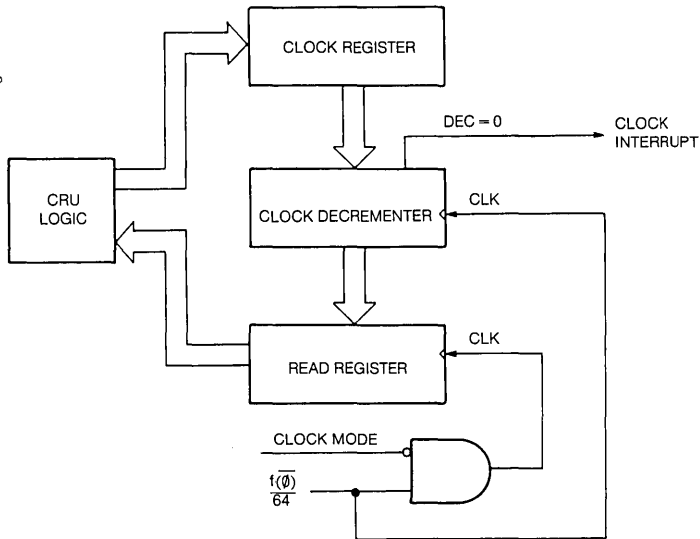 CLOCK REGISTER
DEC = 0
CLOCK
INTERRUPT
CRU
LOGIC
CLOCK DECREMENTER
CLK
CLK
READ REGISTER
CLOCK MODE
f(φ̅)
64